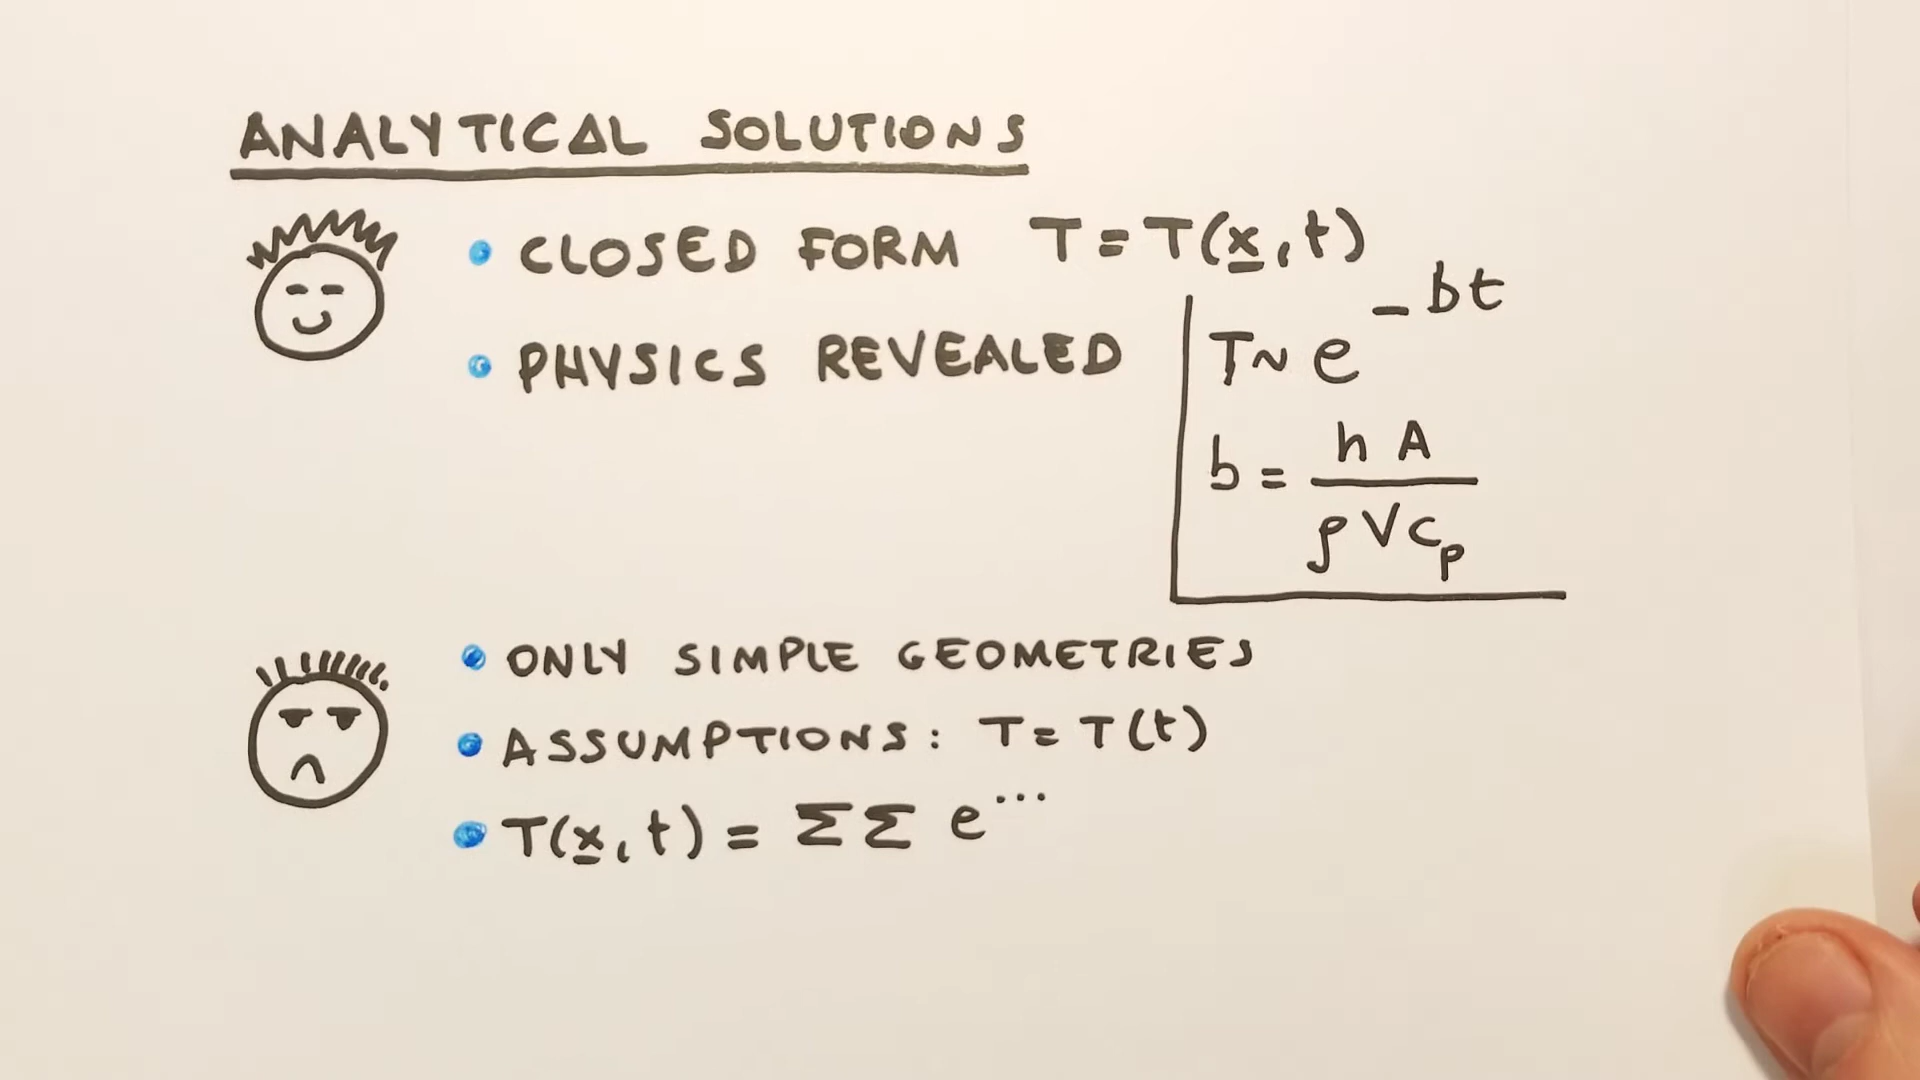 ANALYTICAL SOLUTIONS
• CLOSED FORM T = T(x, t)
• PHYSICS REVEALED
T ~ e^{-bt}
b = hA / ρVc_p
• ONLY SIMPLE GEOMETRIES
• ASSUMPTIONS: T = T(t)
• T(x, t) = ΣΣ e^{...}